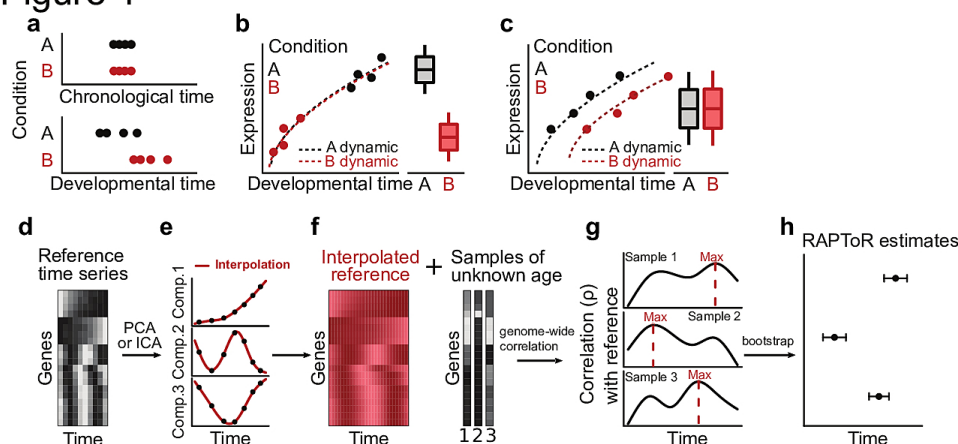 Figure 1
a
Condition
A
B
Chronological time
A
B
Developmental time
b
Condition
A
B
Expression
A dynamic
B dynamic
Developmental time
A
B
c
Condition
A
B
Expression
A dynamic
B dynamic
Developmental time
A
B
d
Reference
time series
Genes
Time
PCA
or ICA
e
Interpolation
Comp.1
Comp.2
Comp.3
Time
f
Interpolated
reference
Genes
Time
+
Samples of
unknown age
Genes
123
genome-wide
correlation
g
Correlation (ρ)
with reference
Sample 1
Max
Max
Sample 2
Sample 3
Max
Time
bootstrap
h
RAPToR estimates
Time